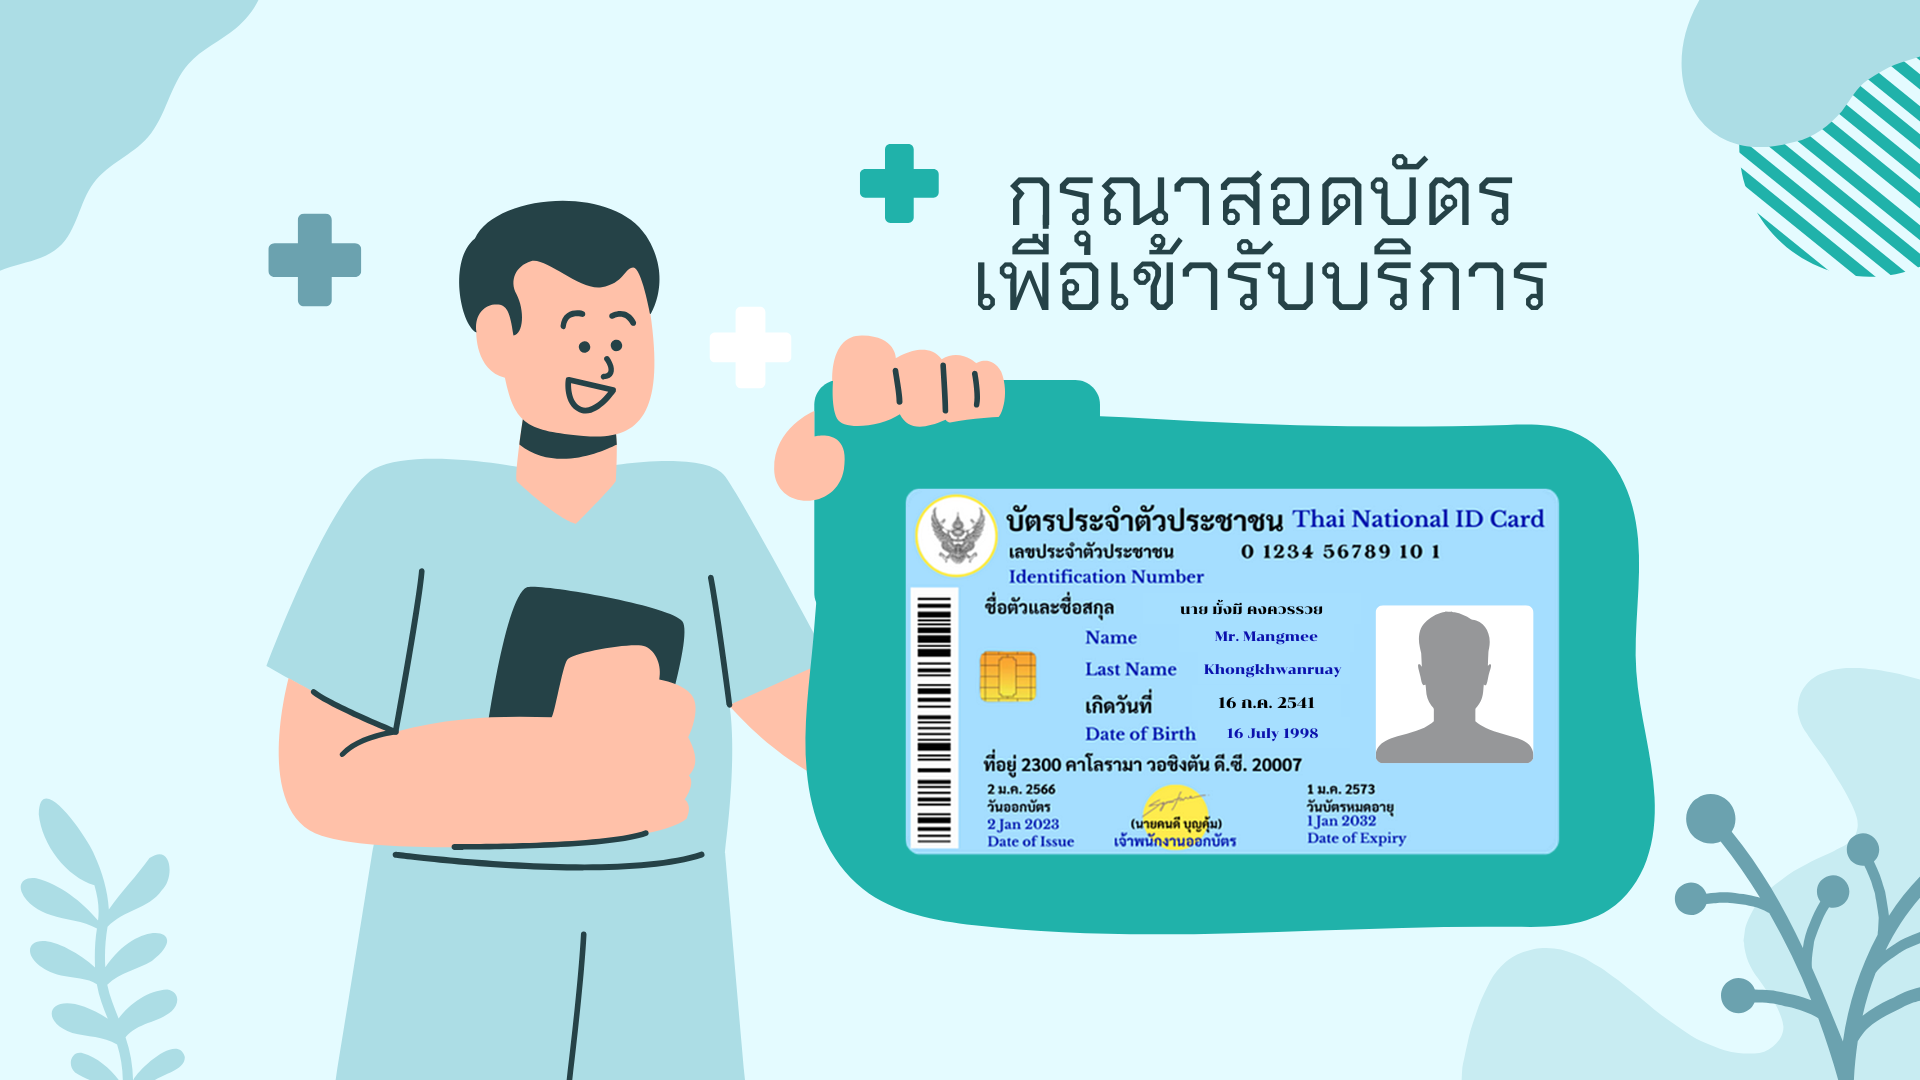 กรุณาสอดบัตร
เพื่อเข้ารับบริการ
บัตรประจำตัวประชาชน Thai National ID Card
เลขประจำตัวประชาชน 0 1234 56789 10 1
Identification Number
ชื่อตัวและชื่อสกุล นาย มั่งมี คงควรรวย
Name Mr. Mangmee
Last Name Khongkhwanruay
เกิดวันที่ 16 ก.ค. 2541
Date of Birth 16 July 1998
ที่อยู่ 2300 คาโลรามา วอชิงตัน ดี.ซี. 20007
2 ม.ค. 2566
วันออกบัตร
2 Jan 2023
Date of Issue
Signature
(นายคนดี บุญคุ้ม)
เจ้าพนักงานออกบัตร
1 ม.ค. 2573
วันบัตรหมดอายุ
1 Jan 2032
Date of Expiry